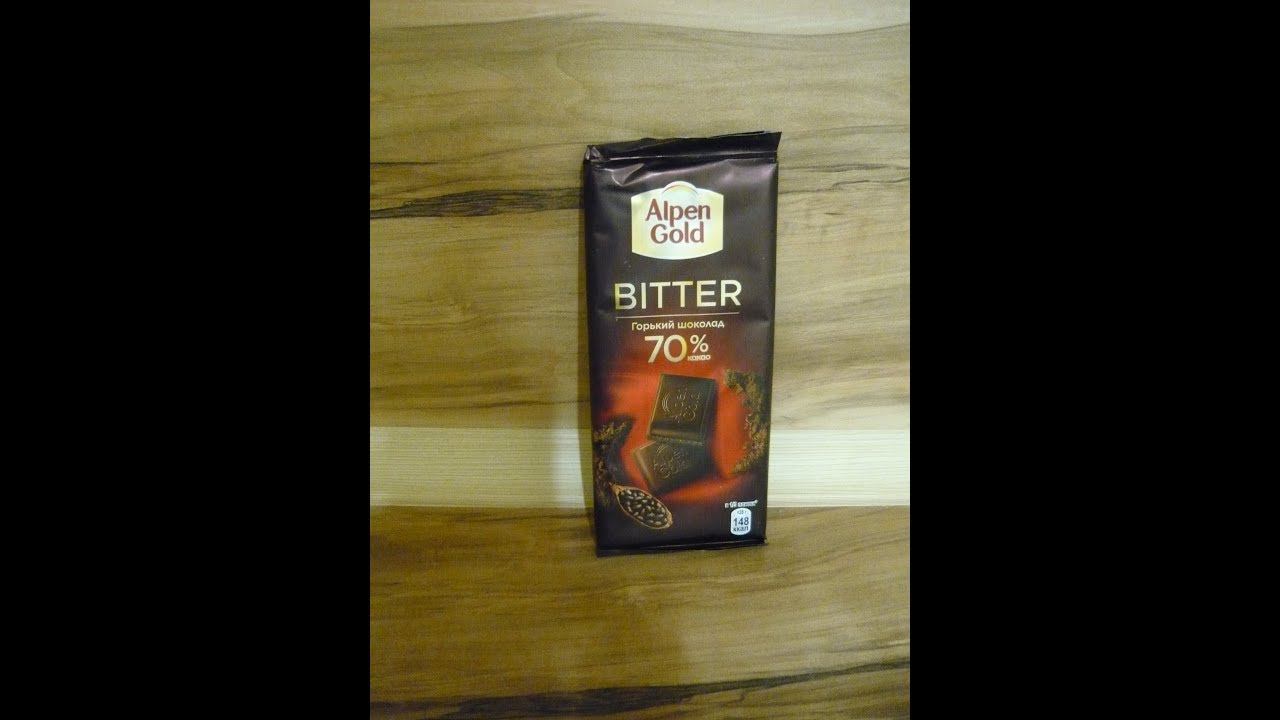 Alpen
Gold
BITTER
Горький шоколад
70%
какао
148
ккал